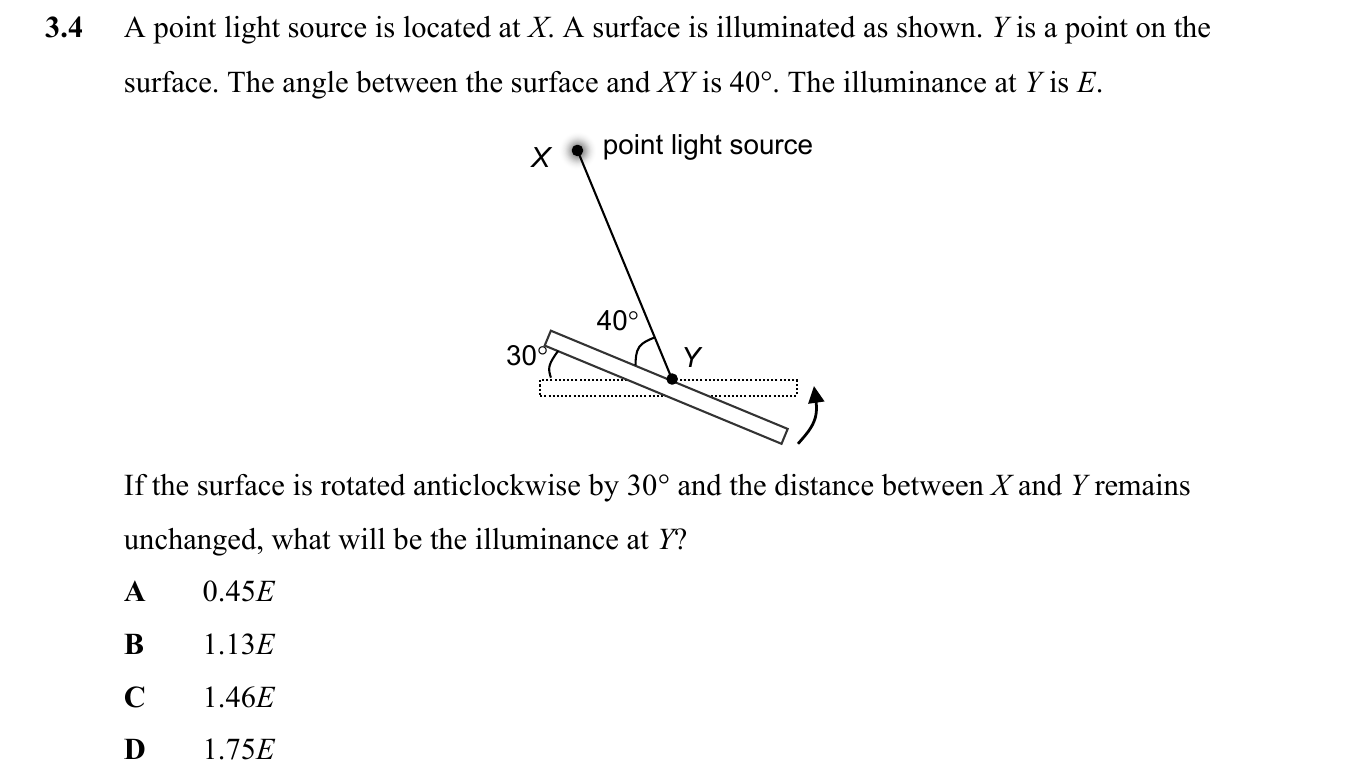 3.4 A point light source is located at X. A surface is illuminated as shown. Y is a point on the
surface. The angle between the surface and XY is 40°. The illuminance at Y is E.
X point light source
40°
30° Y
If the surface is rotated anticlockwise by 30° and the distance between X and Y remains
unchanged, what will be the illuminance at Y?
A 0.45E
B 1.13E
C 1.46E
D 1.75E